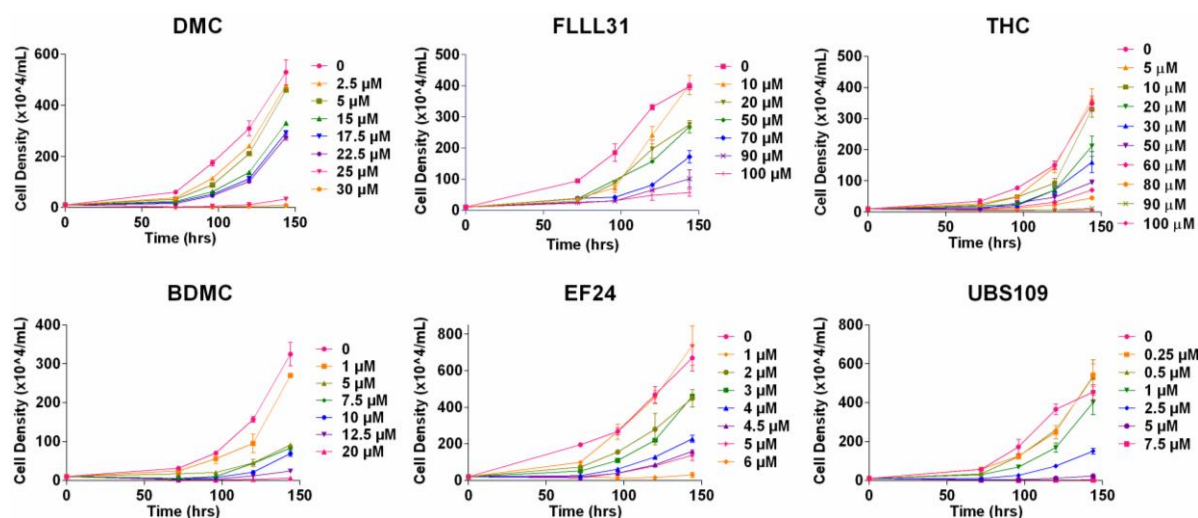 DMC
Cell Density (x10^4/mL)
600
400
200
0
0
50
100
150
Time (hrs)
0
2.5 µM
5 µM
15 µM
17.5 µM
22.5 µM
25 µM
30 µM
FLLL31
Cell Density (x10^4/mL)
500
400
300
200
100
0
0
50
100
150
Time (hrs)
0
10 µM
20 µM
50 µM
70 µM
90 µM
100 µM
THC
Cell Density (x10^4/mL)
500
400
300
200
100
0
0
50
100
150
Time (hrs)
0
5 µM
10 µM
20 µM
30 µM
50 µM
60 µM
80 µM
90 µM
100 µM
BDMC
Cell Density (x10^4/mL)
400
300
200
100
0
0
50
100
150
Time (hrs)
0
1 µM
5 µM
7.5 µM
10 µM
12.5 µM
20 µM
EF24
Cell Density (x10^4/mL)
800
600
400
200
0
0
50
100
150
Time (hrs)
0
1 µM
2 µM
3 µM
4 µM
4.5 µM
5 µM
6 µM
UBS109
Cell Density (x10^4/mL)
800
600
400
200
0
0
50
100
150
Time (hrs)
0
0.25 µM
0.5 µM
1 µM
2.5 µM
5 µM
7.5 µM